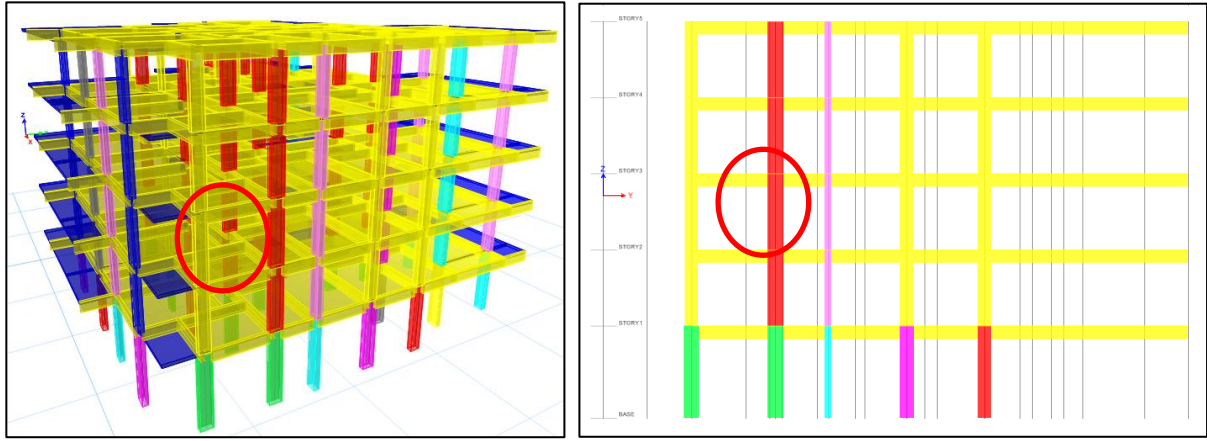 Z
X
STORY5
STORY4
STORY3
Z
Y
STORY2
STORY1
BASE